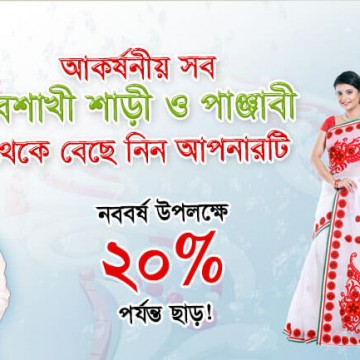 আকর্ষনীয় সব
বৈশাখী শাড়ী ও পাঞ্জাবী
থেকে বেছে নিন আপনারটি
নববর্ষ উপলক্ষে
২০%
পর্যন্ত ছাড়!